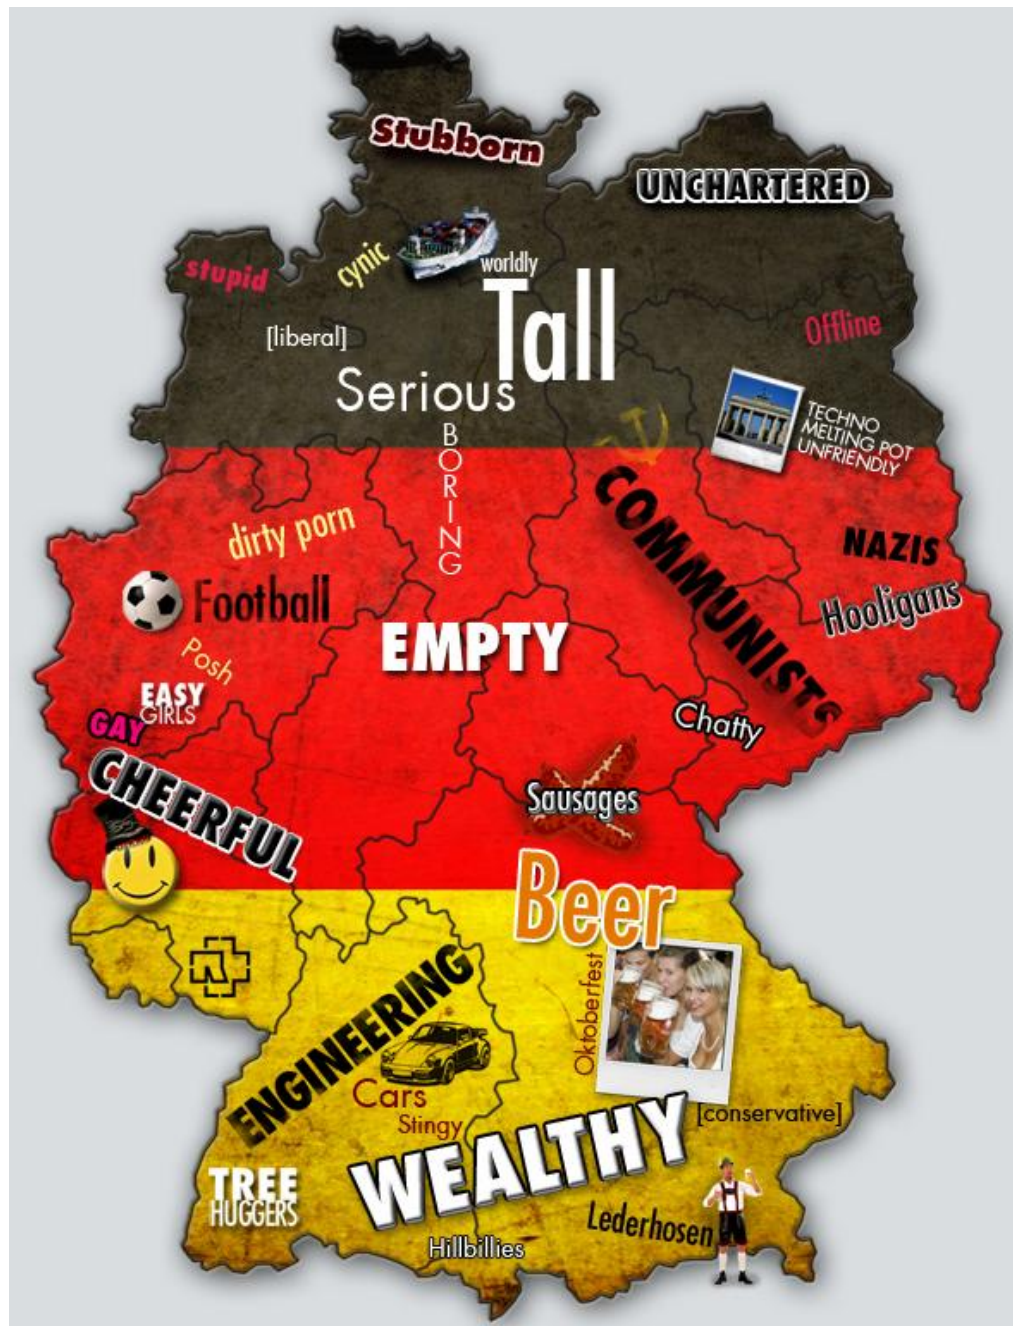 Stubborn
UNCHARTERED
stupid
cynic
worldly
Tall
[liberal]
Offline
Serious
BORING
TECHNO
MELTING POT
UNFRIENDLY
COMMUNISTS
dirty porn
NAZIS
Football
Hooligans
EMPTY
Posh
EASY
GIRLS
GAY
Chatty
CHEERFUL
Sausages
Beer
Oktoberfest
ENGINEERING
Cars
Stingy
WEALTHY
[conservative]
TREE
HUGGERS
Lederhosen
Hillbillies